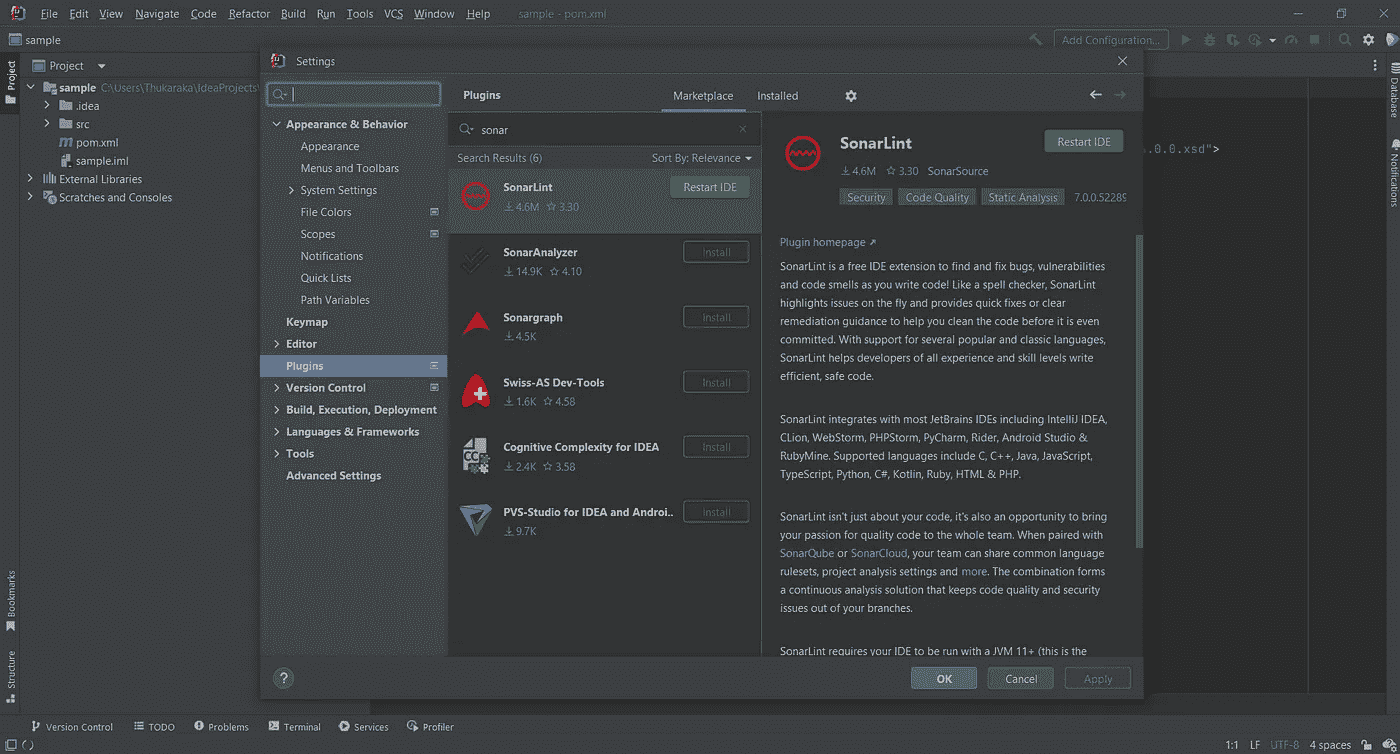 File Edit View Navigate Code Refactor Build Run Tools VCS Window Help sample - pom.xml
sample
Add Configuration...
Project
Project
sample C:\Users\Thukaraka\IdeaProjects\
.idea
src
pom.xml
sample.iml
External Libraries
Scratches and Consoles
Bookmarks
Structure
Settings
Appearance & Behavior
Appearance
Menus and Toolbars
System Settings
File Colors
Scopes
Notifications
Quick Lists
Path Variables
Keymap
Editor
Plugins
Version Control
Build, Execution, Deployment
Languages & Frameworks
Tools
Advanced Settings
?
Plugins
Marketplace
Installed
sonar
Search Results (6)
Sort By: Relevance
SonarLint
Restart IDE
4.6M 3.30
SonarAnalyzer
Install
14.9K 4.10
Sonargraph
Install
4.5K
Swiss-AS Dev-Tools
Install
1.6K 4.58
CC
Cognitive Complexity for IDEA
Install
2.4K 3.58
PVS-Studio for IDEA and Androi..
Install
9.7K
SonarLint
Restart IDE
4.6M 3.30 SonarSource
Security Code Quality Static Analysis 7.0.0.52289
Plugin homepage ↗
SonarLint is a free IDE extension to find and fix bugs, vulnerabilities
and code smells as you write code! Like a spell checker, SonarLint
highlights issues on the fly and provides quick fixes or clear
remediation guidance to help you clean the code before it is even
committed. With support for several popular and classic languages,
SonarLint helps developers of all experience and skill levels write
efficient, safe code.
SonarLint integrates with most JetBrains IDEs including IntelliJ IDEA,
CLion, WebStorm, PHPStorm, PyCharm, Rider, Android Studio &
RubyMine. Supported languages include C, C++, Java, JavaScript,
TypeScript, Python, C#, Kotlin, Ruby, HTML & PHP.
SonarLint isn't just about your code, it's also an opportunity to bring
your passion for quality code to the whole team. When paired with
SonarQube or SonarCloud, your team can share common language
rulesets, project analysis settings and more. The combination forms
a continuous analysis solution that keeps code quality and security
issues out of your branches.
SonarLint requires your IDE to be run with a JVM 11+ (this is the
OK
Cancel
Apply
.0.0.xsd">
Database
Notifications
Version Control TODO Problems Terminal Services Profiler
1:1 LF UTF-8 4 spaces